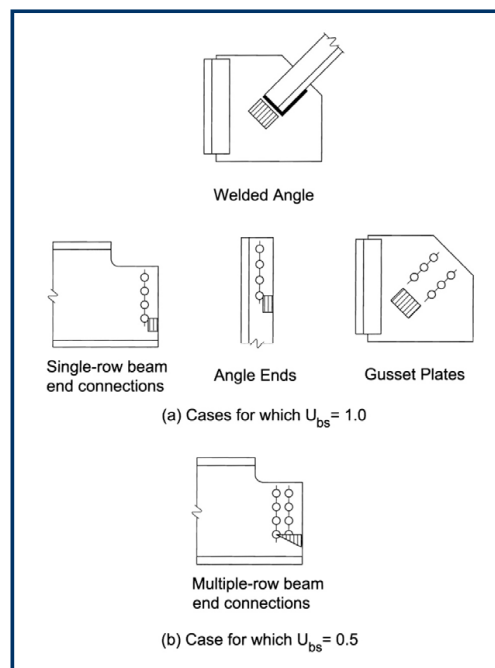 Welded Angle
Single-row beam
end connections
Angle Ends
Gusset Plates
(a) Cases for which U_bs = 1.0
Multiple-row beam
end connections
(b) Case for which U_bs = 0.5